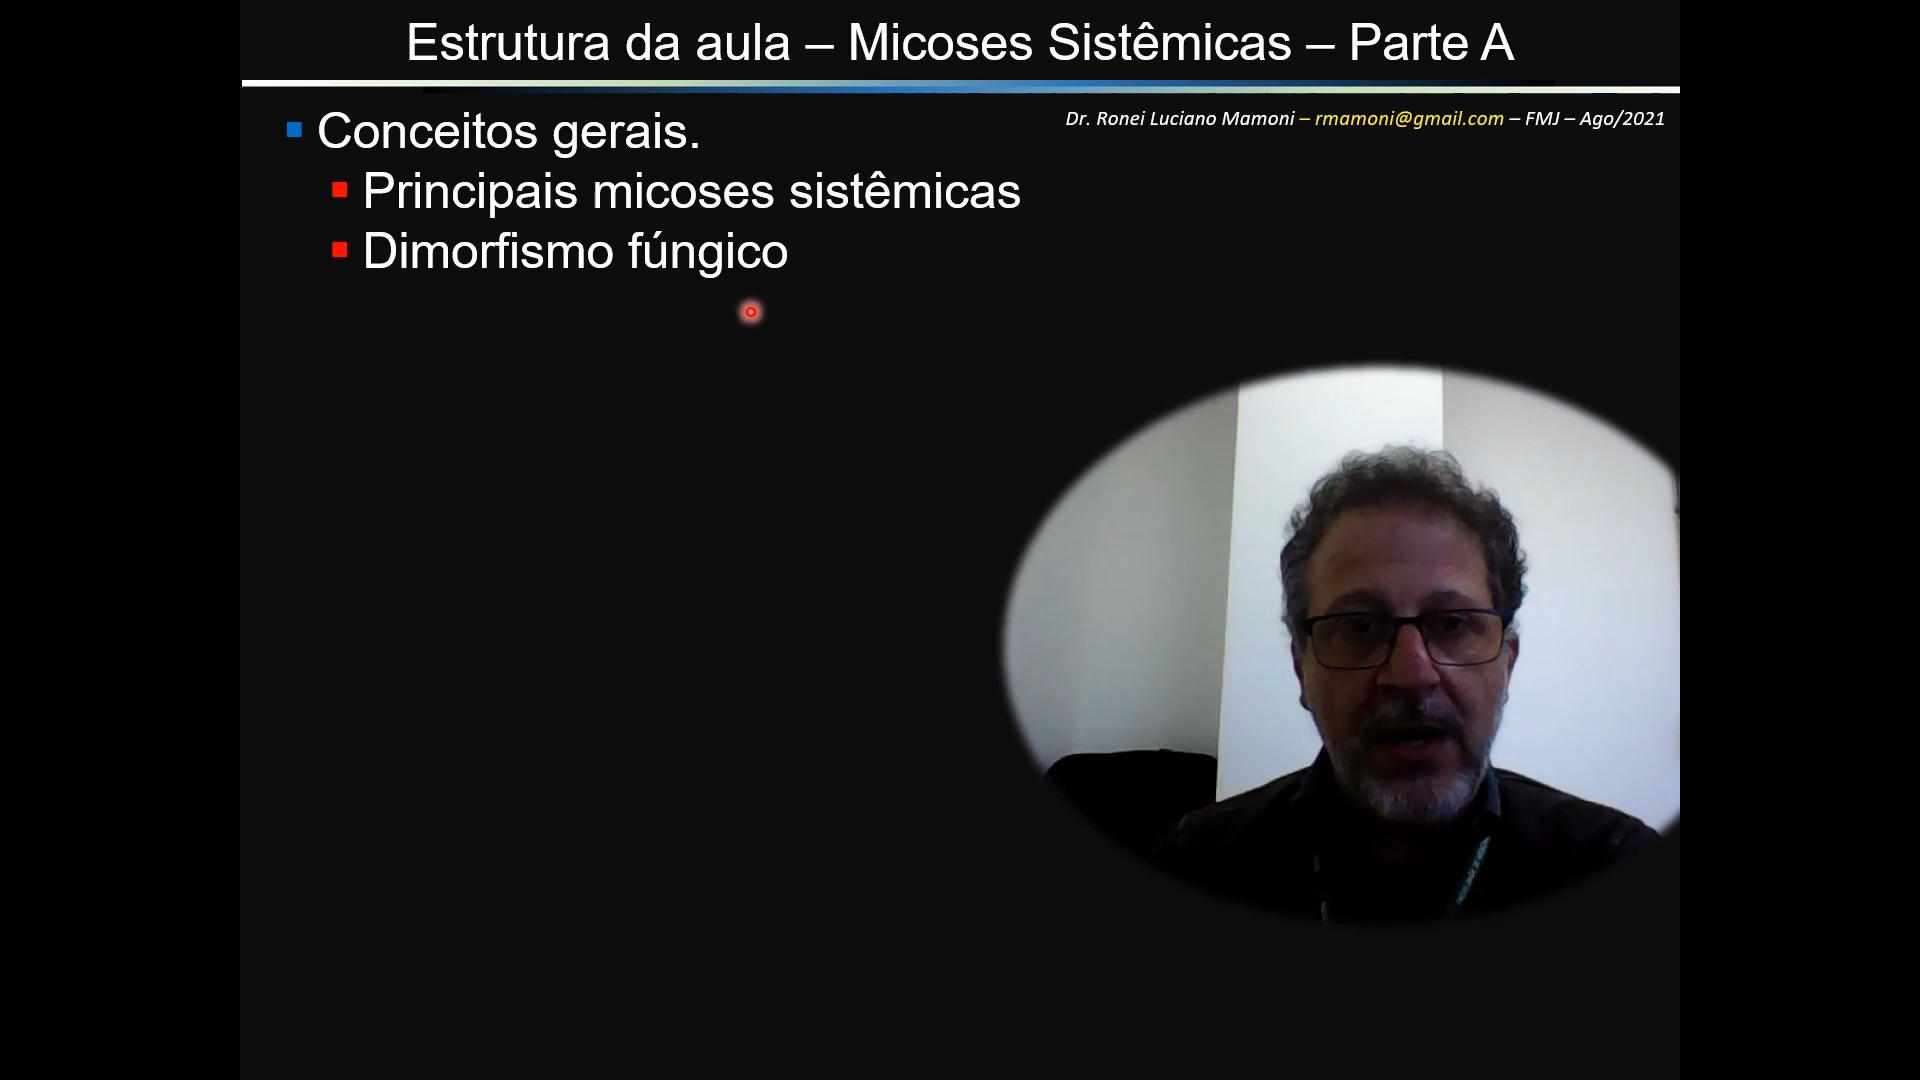 Estrutura da aula – Micoses Sistêmicas – Parte A
Dr. Ronei Luciano Mamoni – rmamoni@gmail.com – FMJ – Ago/2021
Conceitos gerais.
Principais micoses sistêmicas
Dimorfismo fúngico